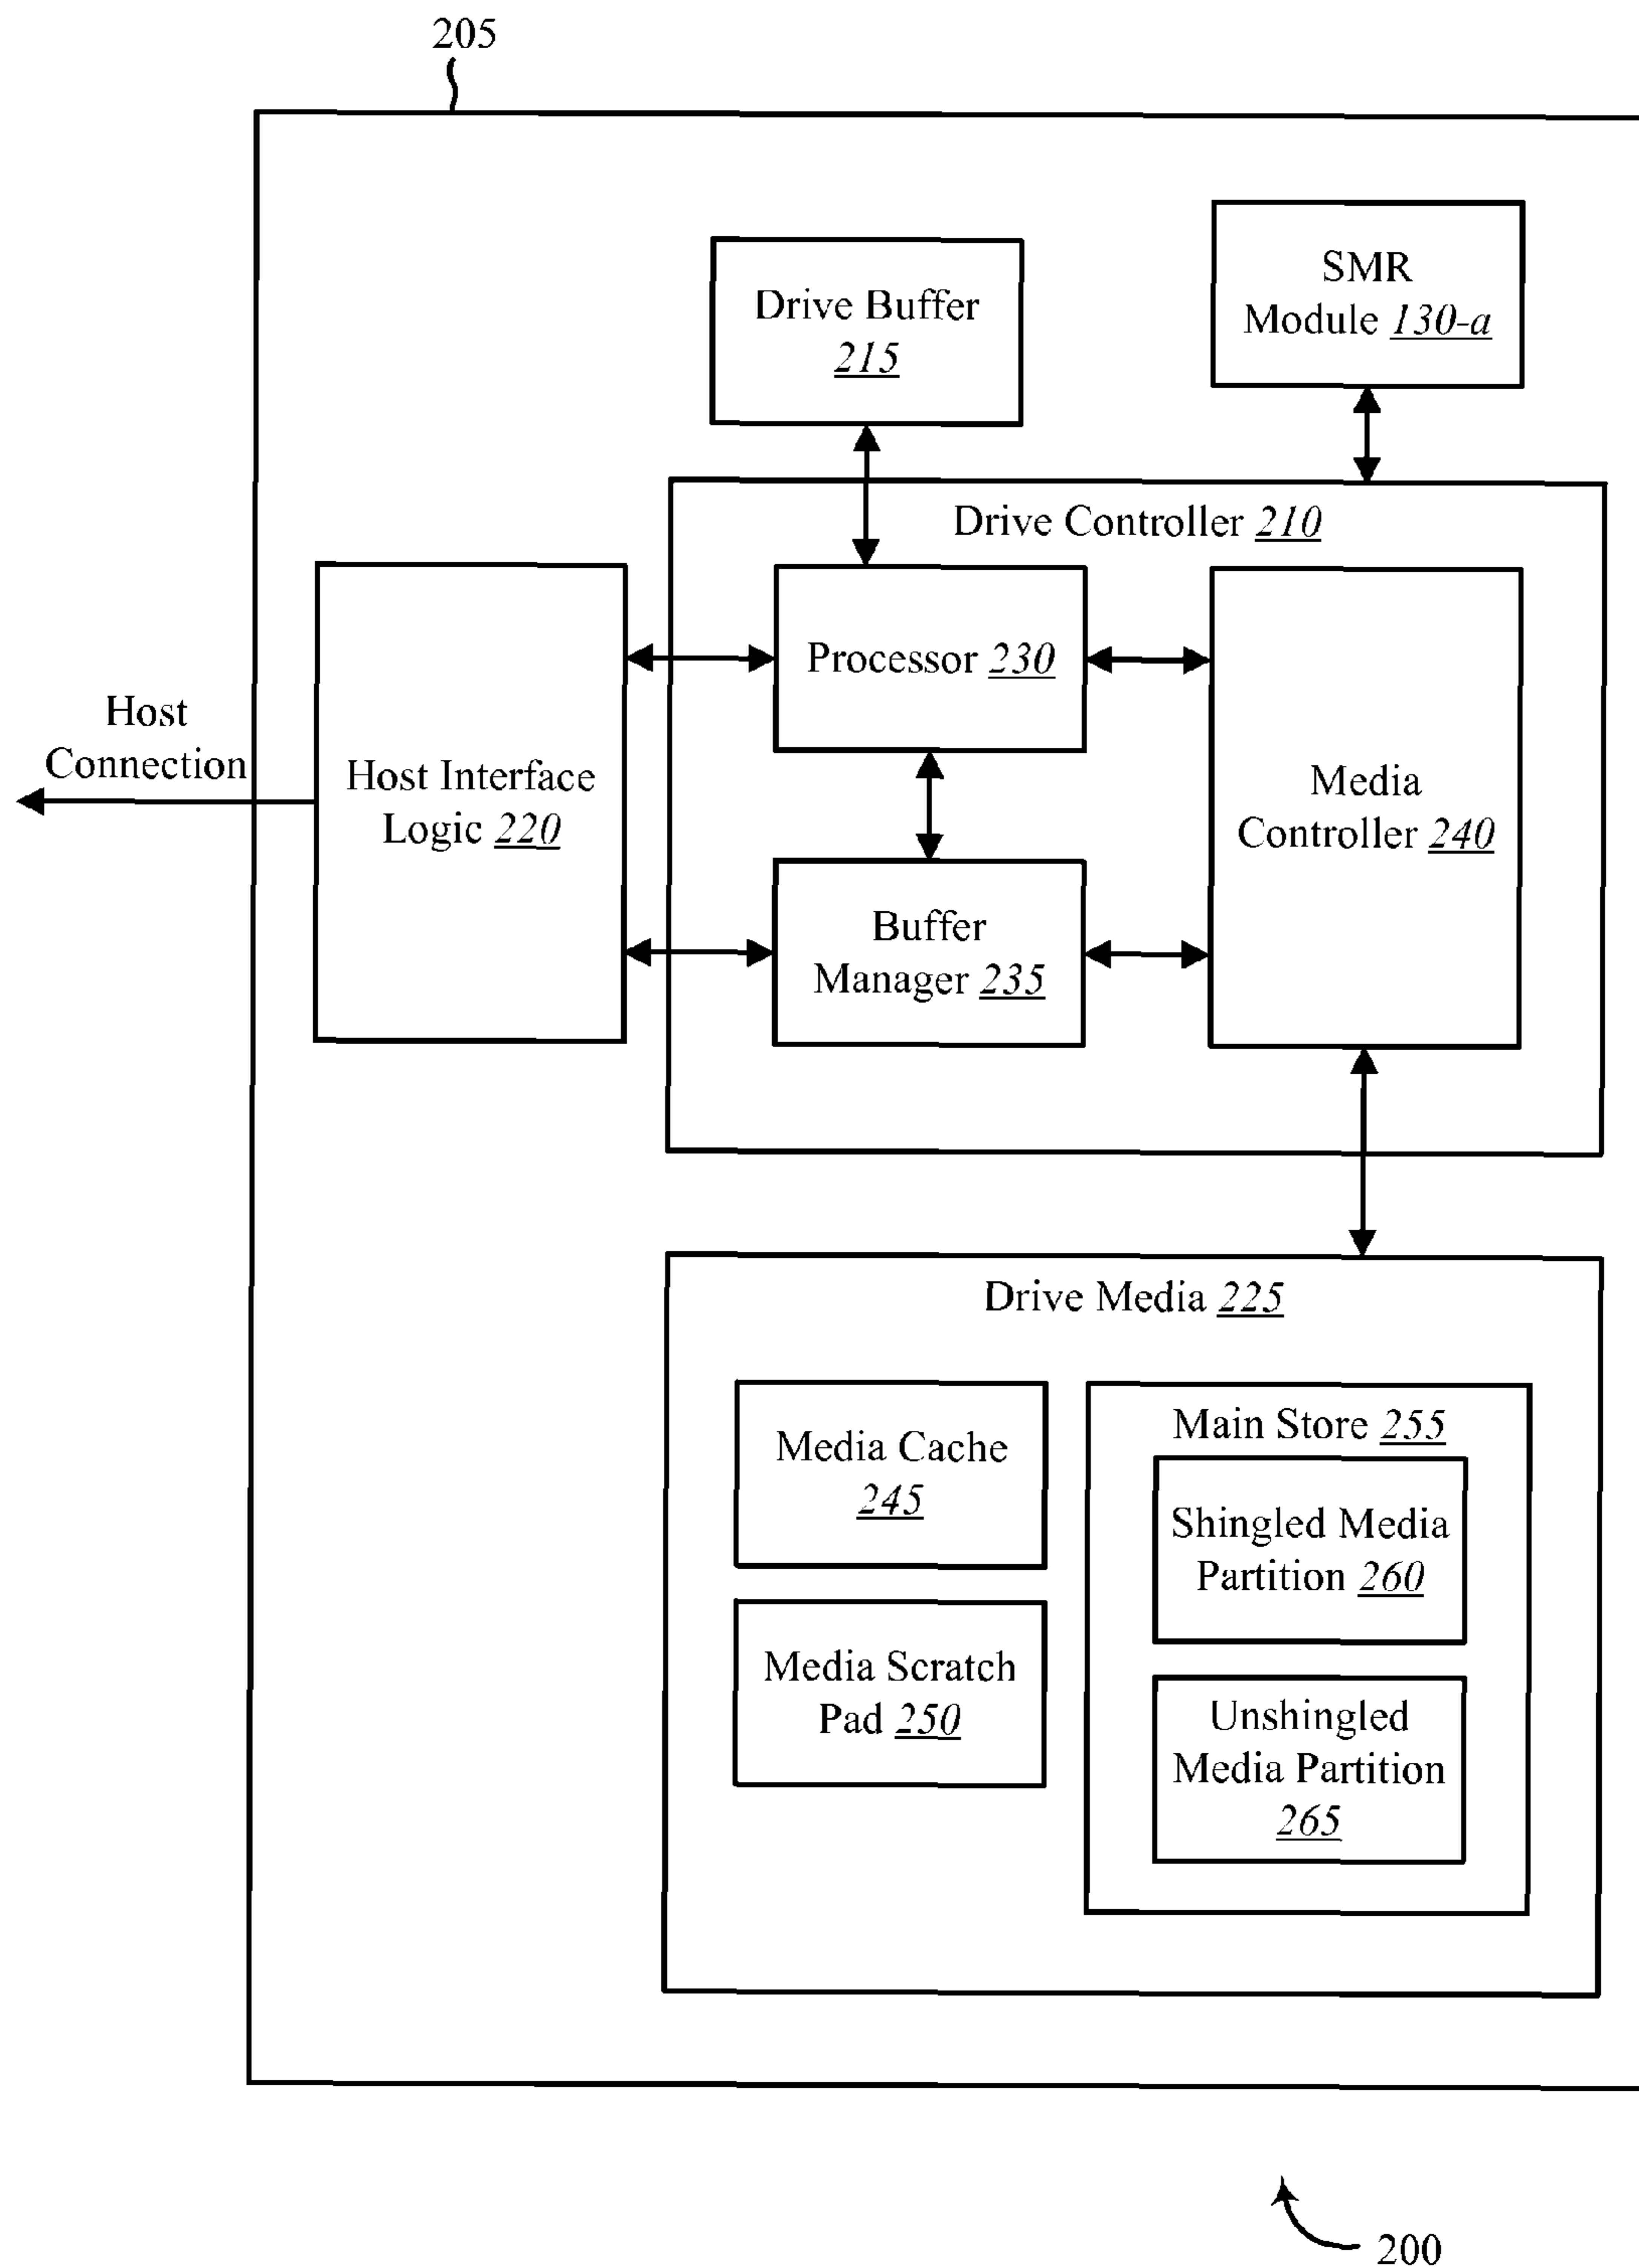 205
Drive Buffer
215
SMR
Module 130-a
Drive Controller 210
Host
Connection
Host Interface
Logic 220
Processor 230
Buffer
Manager 235
Media
Controller 240
Drive Media 225
Media Cache
245
Media Scratch
Pad 250
Main Store 255
Shingled Media
Partition 260
Unshingled
Media Partition
265
200